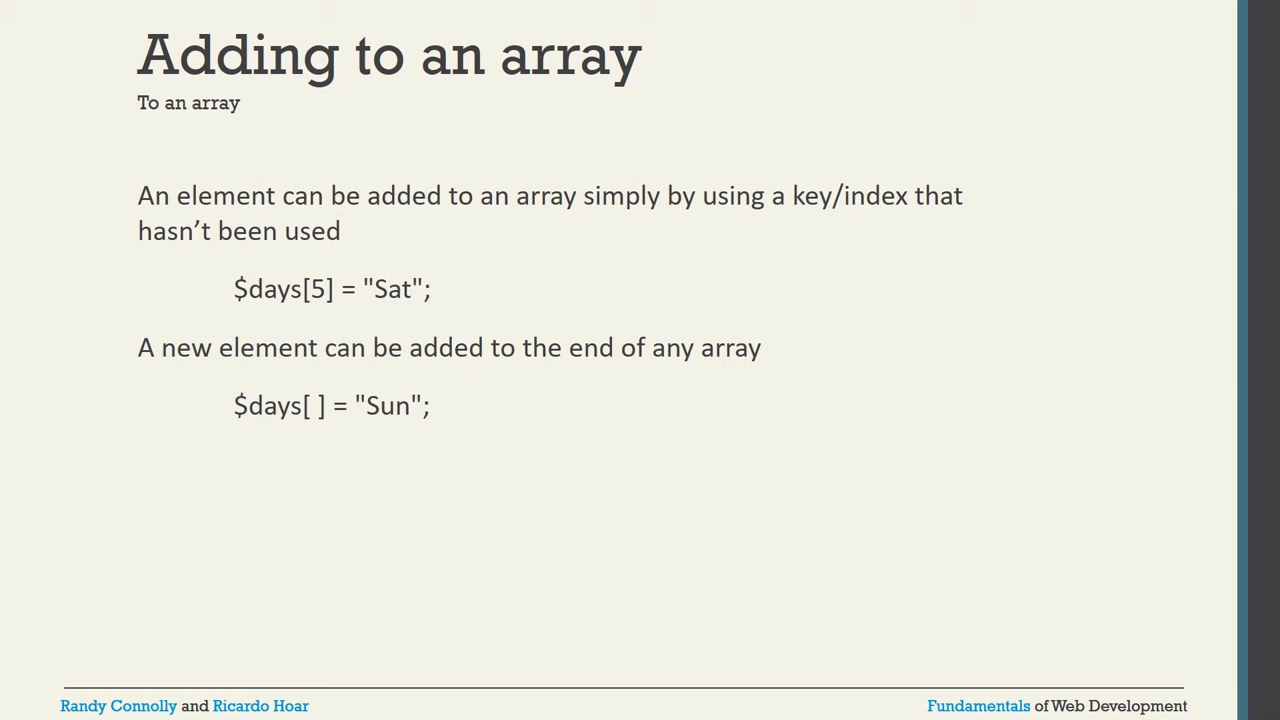 Adding to an array
To an array
An element can be added to an array simply by using a key/index that
hasn’t been used
$days[5] = "Sat";
A new element can be added to the end of any array
$days[ ] = "Sun";
Randy Connolly and Ricardo Hoar
Fundamentals of Web Development